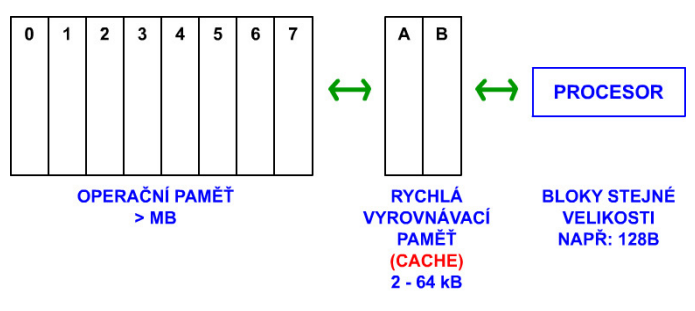 0 1 2 3 4 5 6 7
A B
PROCESOR
OPERAČNÍ PAMĚŤ
> MB
RYCHLÁ
VYROVNÁVACÍ
PAMĚŤ
(CACHE)
2 - 64 kB
BLOKY STEJNÉ
VELIKOSTI
NAPŘ: 128B